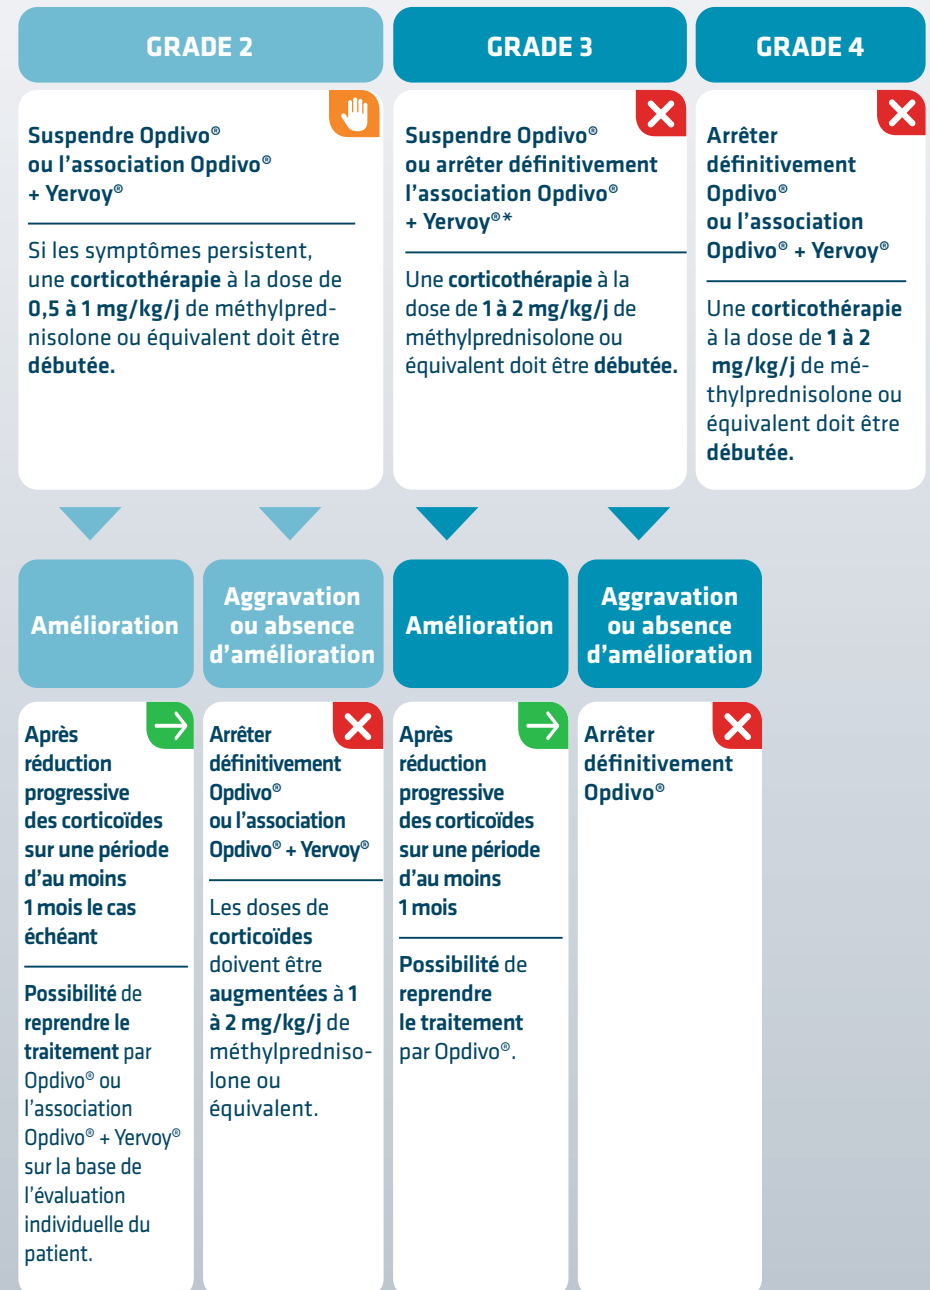 GRADE 2
Suspendre Opdivo®
ou l’association Opdivo®
+ Yervoy®
Si les symptômes persistent,
une corticothérapie à la dose de
0,5 à 1 mg/kg/j de méthylpred-
nisolone ou équivalent doit être
débutée.
GRADE 3
Suspendre Opdivo®
ou arrêter définitivement
l’association Opdivo®
+ Yervoy®*
Une corticothérapie à la
dose de 1 à 2 mg/kg/j de
méthylprednisolone ou
équivalent doit être débutée.
GRADE 4
Arrêter
définitivement
Opdivo®
ou l’association
Opdivo® + Yervoy®
Une corticothérapie
à la dose de 1 à 2
mg/kg/j de mé-
thylprednisolone ou
équivalent doit être
débutée.
Amélioration
Après
réduction
progressive
des corticoïdes
sur une période
d’au moins
1 mois le cas
échéant
Possibilité de
reprendre le
traitement par
Opdivo® ou
l’association
Opdivo® + Yervoy®
sur la base de
l’évaluation
individuelle du
patient.
Aggravation
ou absence
d’amélioration
Arrêter
définitivement
Opdivo®
ou l’association
Opdivo® + Yervoy®
Les doses de
corticoïdes
doivent être
augmentées à 1
à 2 mg/kg/j de
méthylpredniso-
lone ou
équivalent.
Amélioration
Après
réduction
progressive
des corticoïdes
sur une période
d’au moins
1 mois
Possibilité de
reprendre
le traitement
par Opdivo®.
Aggravation
ou absence
d’amélioration
Arrêter
définitivement
Opdivo®